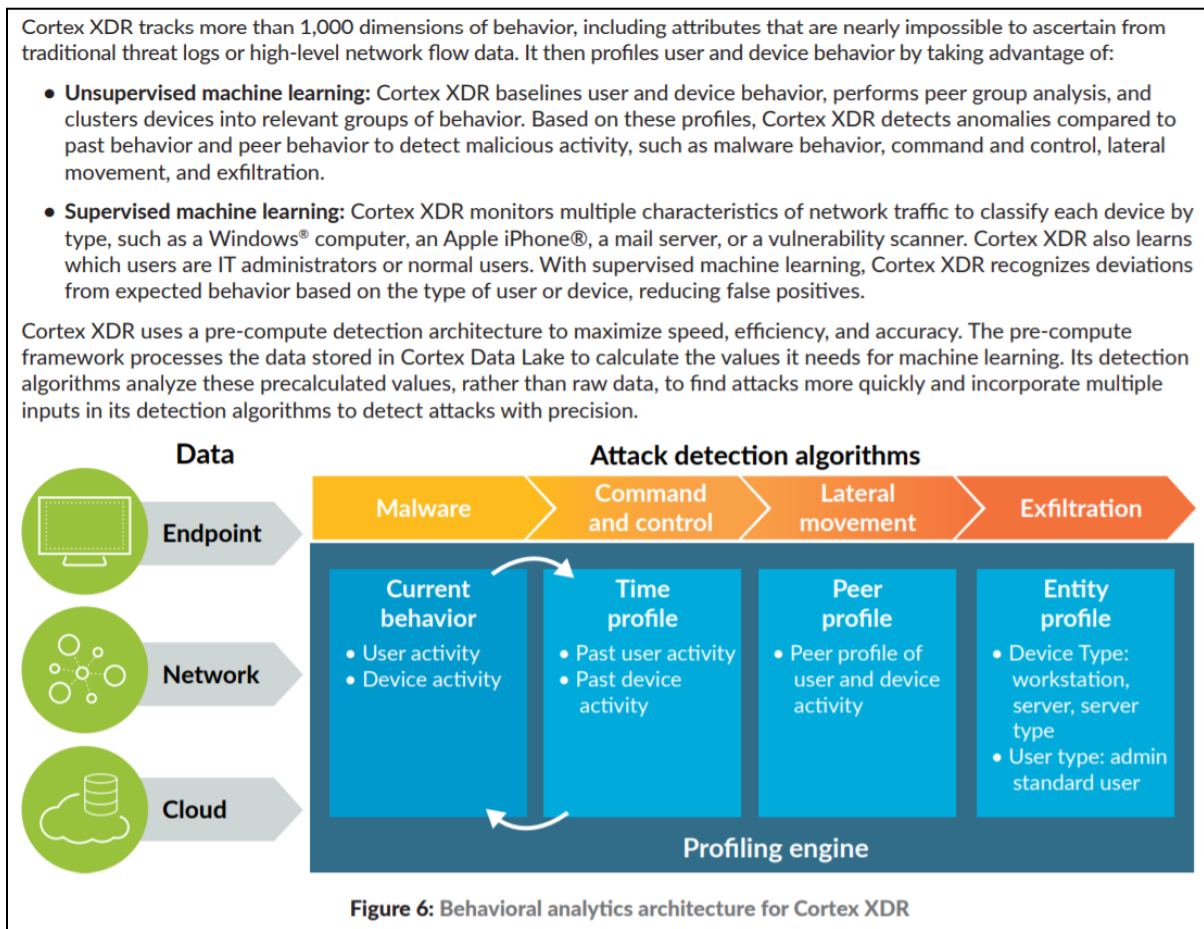 Cortex XDR tracks more than 1,000 dimensions of behavior, including attributes that are nearly impossible to ascertain from
traditional threat logs or high-level network flow data. It then profiles user and device behavior by taking advantage of:
• Unsupervised machine learning: Cortex XDR baselines user and device behavior, performs peer group analysis, and
clusters devices into relevant groups of behavior. Based on these profiles, Cortex XDR detects anomalies compared to
past behavior and peer behavior to detect malicious activity, such as malware behavior, command and control, lateral
movement, and exfiltration.
• Supervised machine learning: Cortex XDR monitors multiple characteristics of network traffic to classify each device by
type, such as a Windows® computer, an Apple iPhone®, a mail server, or a vulnerability scanner. Cortex XDR also learns
which users are IT administrators or normal users. With supervised machine learning, Cortex XDR recognizes deviations
from expected behavior based on the type of user or device, reducing false positives.
Cortex XDR uses a pre-compute detection architecture to maximize speed, efficiency, and accuracy. The pre-compute
framework processes the data stored in Cortex Data Lake to calculate the values it needs for machine learning. Its detection
algorithms analyze these precalculated values, rather than raw data, to find attacks more quickly and incorporate multiple
inputs in its detection algorithms to detect attacks with precision.
Data
Endpoint
Network
Cloud
Attack detection algorithms
Malware
Command
and control
Lateral
movement
Exfiltration
Current
behavior
• User activity
• Device activity
Time
profile
• Past user activity
• Past device
activity
Peer
profile
• Peer profile of
user and device
activity
Entity
profile
• Device Type:
workstation,
server, server
type
• User type: admin
standard user
Profiling engine
Figure 6: Behavioral analytics architecture for Cortex XDR